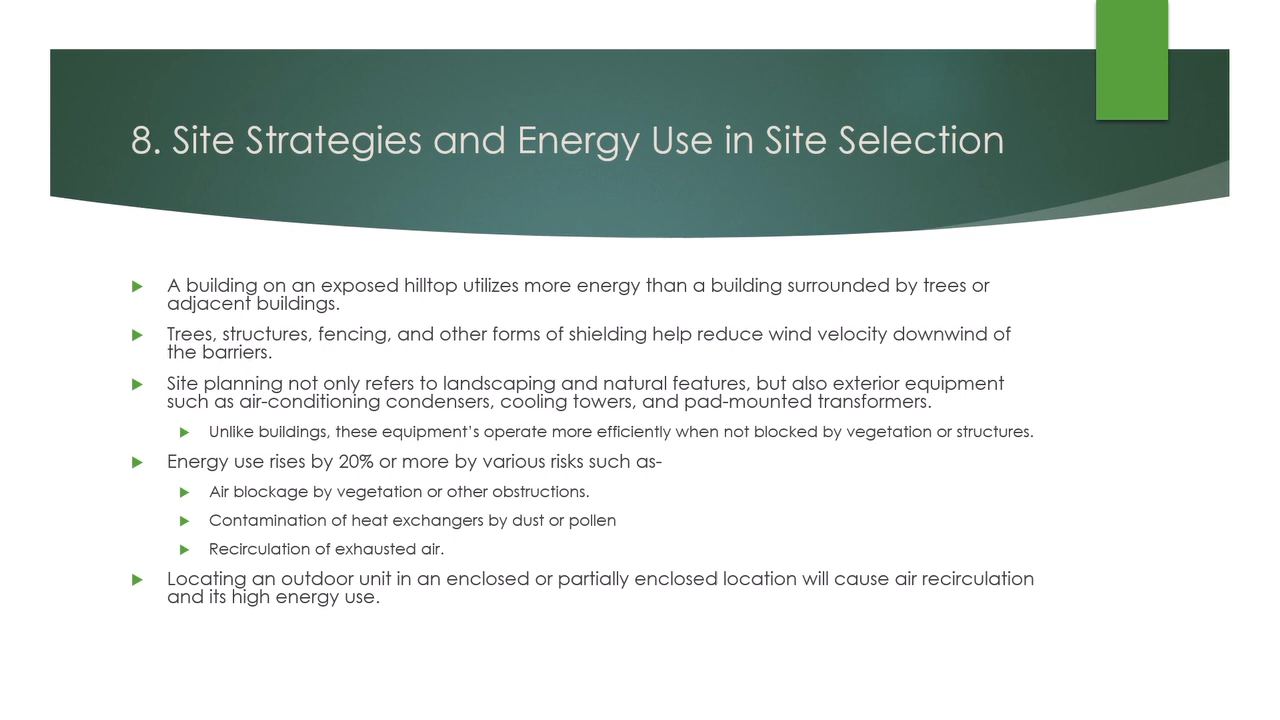 8. Site Strategies and Energy Use in Site Selection
A building on an exposed hilltop utilizes more energy than a building surrounded by trees or
adjacent buildings.
Trees, structures, fencing, and other forms of shielding help reduce wind velocity downwind of
the barriers.
Site planning not only refers to landscaping and natural features, but also exterior equipment
such as air-conditioning condensers, cooling towers, and pad-mounted transformers.
Unlike buildings, these equipment’s operate more efficiently when not blocked by vegetation or structures.
Energy use rises by 20% or more by various risks such as-
Air blockage by vegetation or other obstructions.
Contamination of heat exchangers by dust or pollen
Recirculation of exhausted air.
Locating an outdoor unit in an enclosed or partially enclosed location will cause air recirculation
and its high energy use.